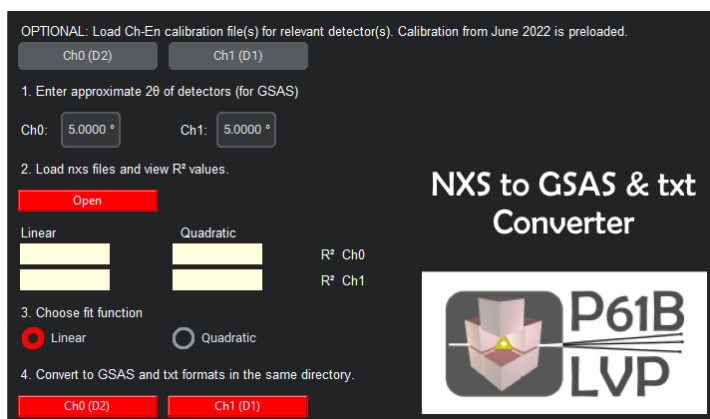 OPTIONAL: Load Ch-En calibration file(s) for relevant detector(s). Calibration from June 2022 is preloaded.
Ch0 (D2) Ch1 (D1)
1. Enter approximate 2θ of detectors (for GSAS)
Ch0: 5.0000 ° Ch1: 5.0000 °
2. Load nxs files and view R² values.
Open
Linear Quadratic
R² Ch0
R² Ch1
3. Choose fit function
Linear Quadratic
4. Convert to GSAS and txt formats in the same directory.
Ch0 (D2) Ch1 (D1)
NXS to GSAS & txt
Converter
P61B
LVP